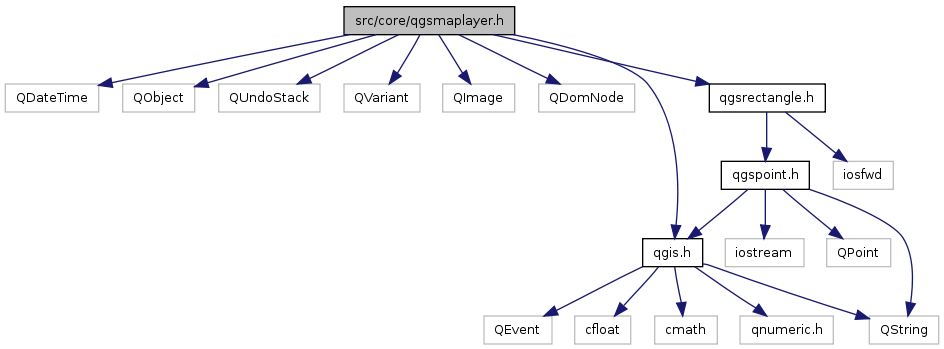 src/core/qgsmaplayer.h
QDateTime
QObject
QUndoStack
QVariant
QImage
QDomNode
qgsrectangle.h
qgspoint.h
iosfwd
qgis.h
iostream
QPoint
QEvent
cfloat
cmath
qnumeric.h
QString